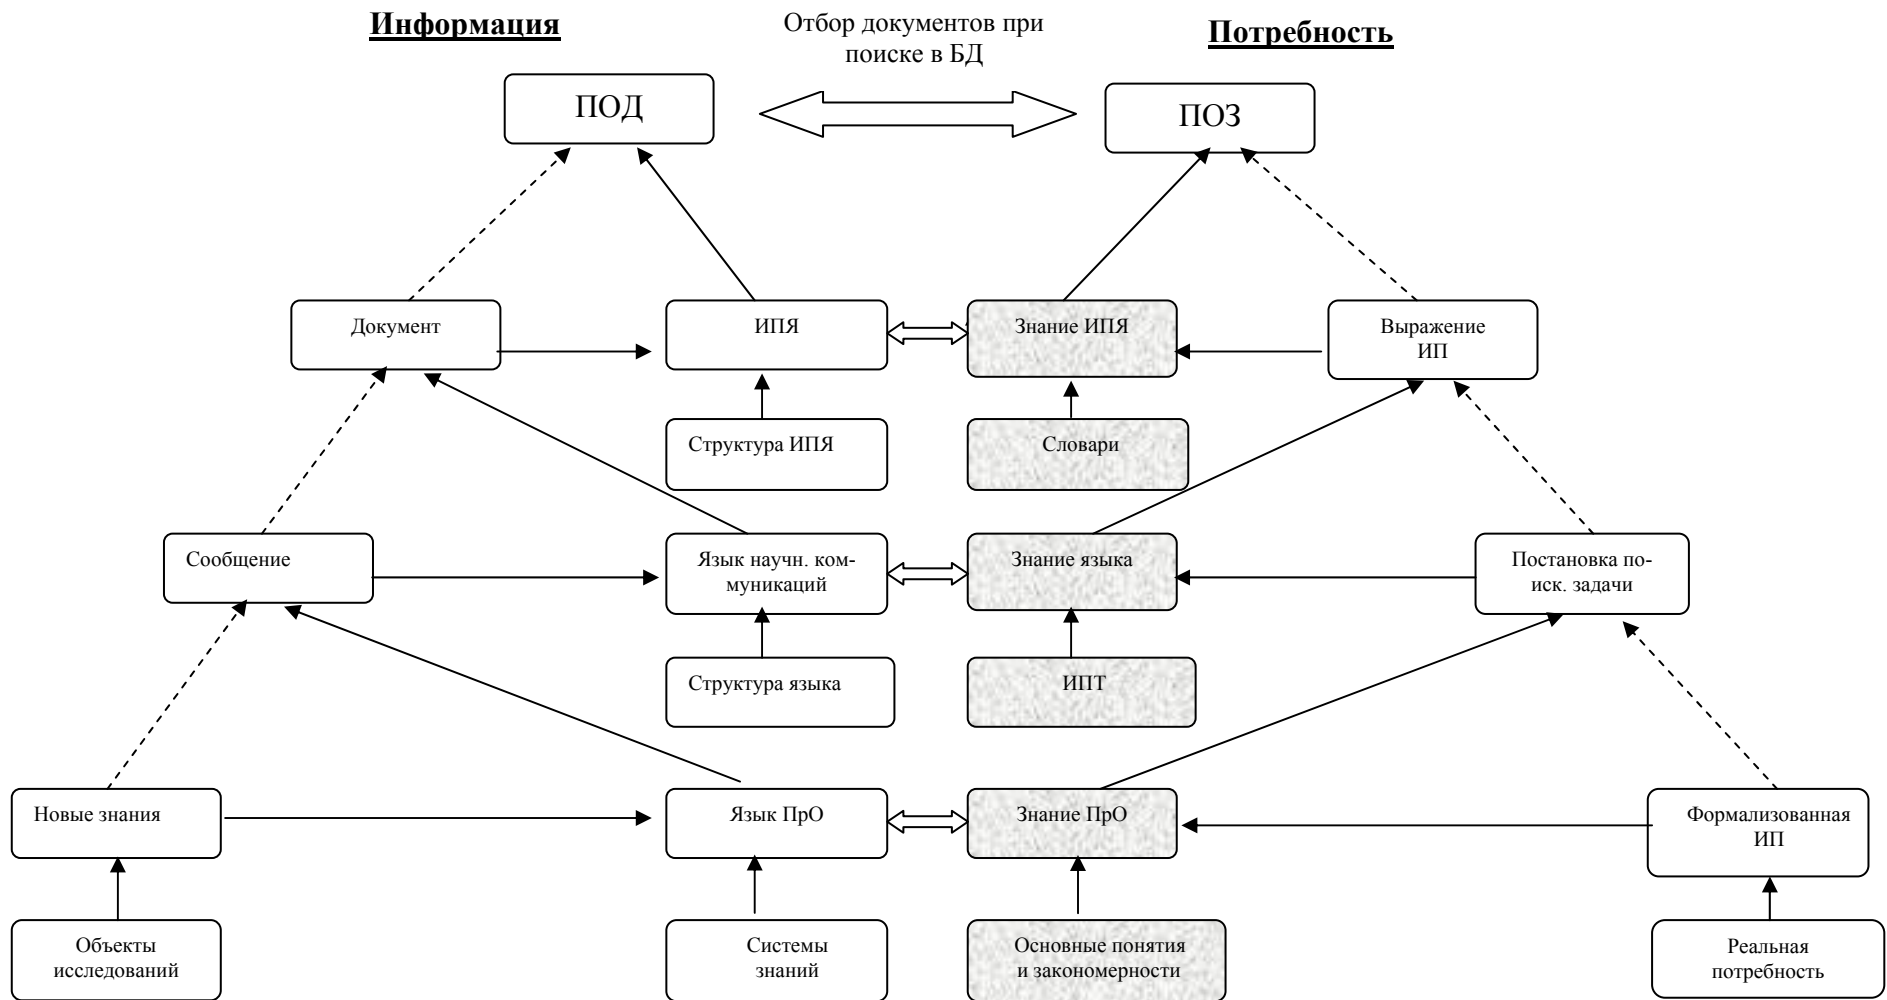 Информация
Отбор документов при
поиске в БД
Потребность
ПОД
ПОЗ
Документ
ИПЯ
Знание ИПЯ
Выражение
ИП
Структура ИПЯ
Словари
Сообщение
Язык научн. ком-
муникаций
Знание языка
Постановка по-
иск. задачи
Структура языка
ИПТ
Новые знания
Язык ПрО
Знание ПрО
Формализованная
ИП
Объекты
исследований
Системы
знаний
Основные понятия
и закономерности
Реальная
потребность